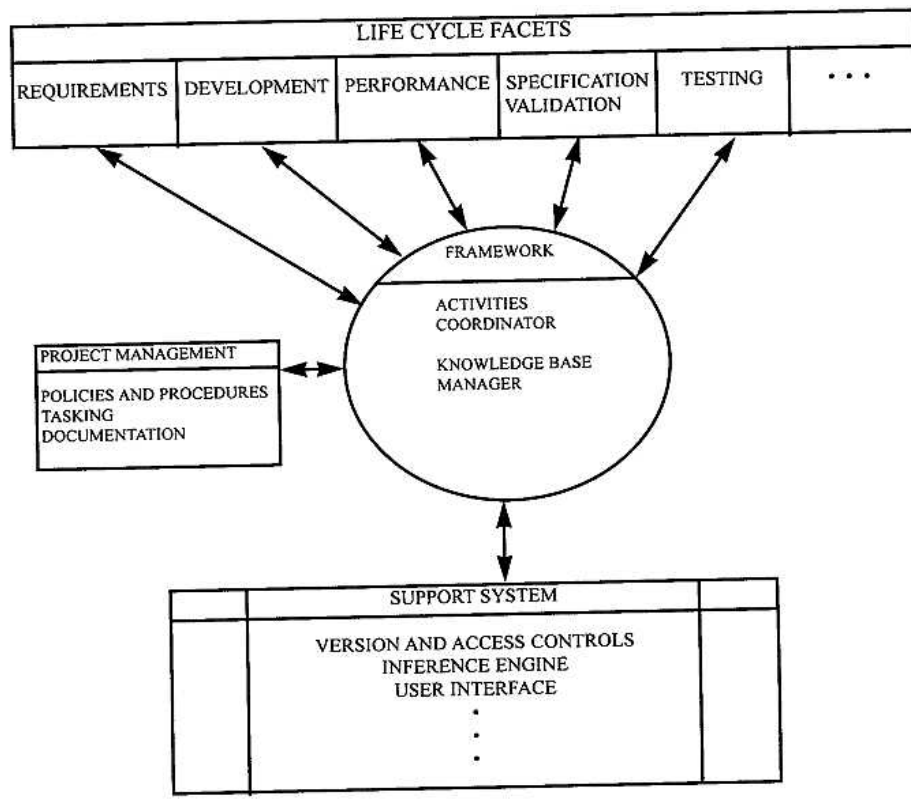 LIFE CYCLE FACETS
REQUIREMENTS
DEVELOPMENT
PERFORMANCE
SPECIFICATION
VALIDATION
TESTING
• • •
FRAMEWORK
ACTIVITIES
COORDINATOR
KNOWLEDGE BASE
MANAGER
PROJECT MANAGEMENT
POLICIES AND PROCEDURES
TASKING
DOCUMENTATION
SUPPORT SYSTEM
VERSION AND ACCESS CONTROLS
INFERENCE ENGINE
USER INTERFACE
•
•
•